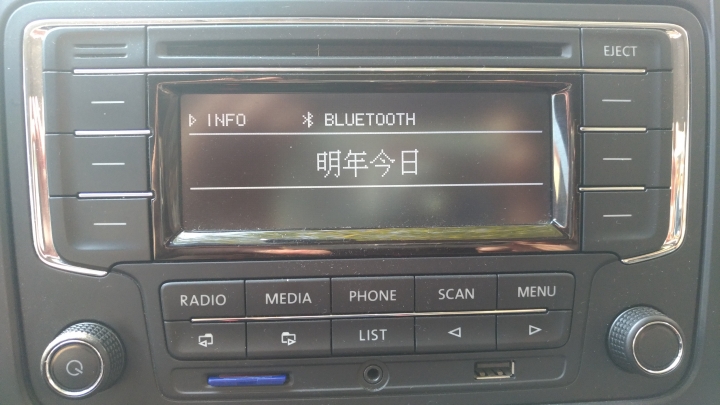 EJECT
INFO BLUETOOTH
明年今日
RADIO MEDIA PHONE SCAN MENU
LIST